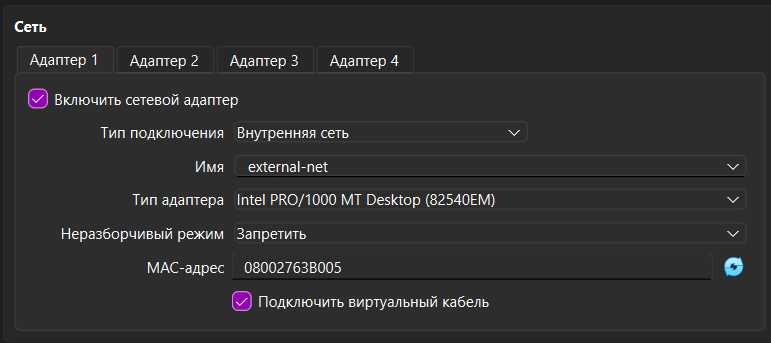 Сеть
Адаптер 1 Адаптер 2 Адаптер 3 Адаптер 4
Включить сетевой адаптер
Тип подключения Внутренняя сеть
Имя external-net
Тип адаптера Intel PRO/1000 MT Desktop (82540EM)
Неразборчивый режим Запретить
MAC-адрес 08002763B005
Подключить виртуальный кабель